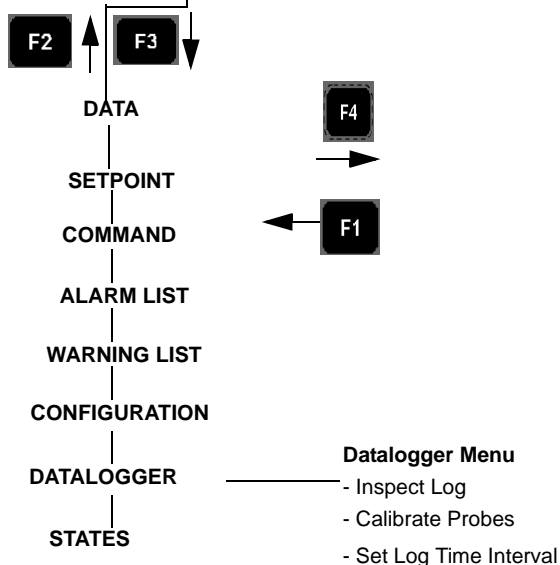 F2
F3
DATA
F4
SETPOINT
F1
COMMAND
ALARM LIST
WARNING LIST
CONFIGURATION
DATALOGGER
Datalogger Menu
- Inspect Log
- Calibrate Probes
STATES
- Set Log Time Interval